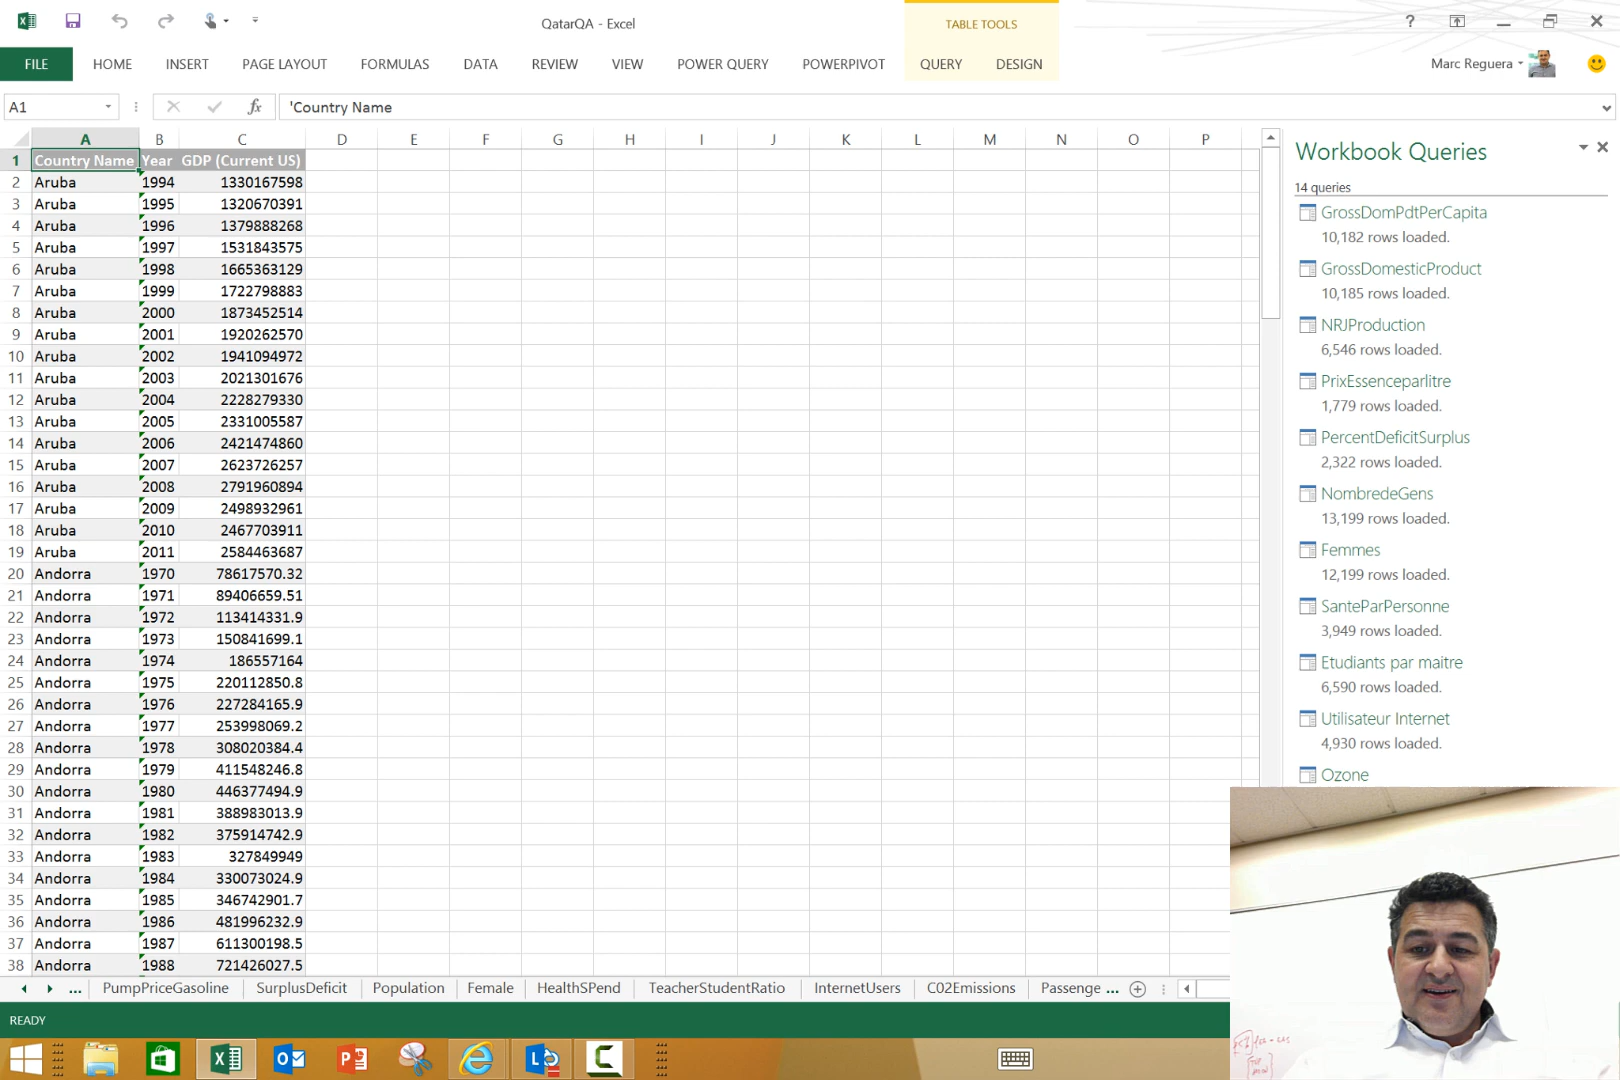 QatarQA - Excel
TABLE TOOLS
?
FILE
HOME
INSERT
PAGE LAYOUT
FORMULAS
DATA
REVIEW
VIEW
POWER QUERY
POWERPIVOT
QUERY
DESIGN
Marc Reguera
A1
fx
'Country Name
A B C D E F G H I J K L M N O P
1 Country Name Year GDP (Current US)
2 Aruba 1994 1330167598
3 Aruba 1995 1320670391
4 Aruba 1996 1379888268
5 Aruba 1997 1531843575
6 Aruba 1998 1665363129
7 Aruba 1999 1722798883
8 Aruba 2000 1873452514
9 Aruba 2001 1920262570
10 Aruba 2002 1941094972
11 Aruba 2003 2021301676
12 Aruba 2004 2228279330
13 Aruba 2005 2331005587
14 Aruba 2006 2421474860
15 Aruba 2007 2623726257
16 Aruba 2008 2791960894
17 Aruba 2009 2498932961
18 Aruba 2010 2467703911
19 Aruba 2011 2584463687
20 Andorra 1970 78617570.32
21 Andorra 1971 89406659.51
22 Andorra 1972 113414331.9
23 Andorra 1973 150841699.1
24 Andorra 1974 186557164
25 Andorra 1975 220112850.8
26 Andorra 1976 227284165.9
27 Andorra 1977 253998069.2
28 Andorra 1978 308020384.4
29 Andorra 1979 411548246.8
30 Andorra 1980 446377494.9
31 Andorra 1981 388983013.9
32 Andorra 1982 375914742.9
33 Andorra 1983 327849949
34 Andorra 1984 330073024.9
35 Andorra 1985 346742901.7
36 Andorra 1986 481996232.9
37 Andorra 1987 611300198.5
38 Andorra 1988 721426027.5
Workbook Queries
14 queries
GrossDomPdtPerCapita
10,182 rows loaded.
GrossDomesticProduct
10,185 rows loaded.
NRJProduction
6,546 rows loaded.
PrixEssenceparlitre
1,779 rows loaded.
PercentDeficitSurplus
2,322 rows loaded.
NombredeGens
13,199 rows loaded.
Femmes
12,199 rows loaded.
SanteParPersonne
3,949 rows loaded.
Etudiants par maitre
6,590 rows loaded.
Utilisateur Internet
4,930 rows loaded.
Ozone
... PumpPriceGasoline SurplusDeficit Population Female HealthSPend TeacherStudentRatio InternetUsers C02Emissions Passenge ...
READY